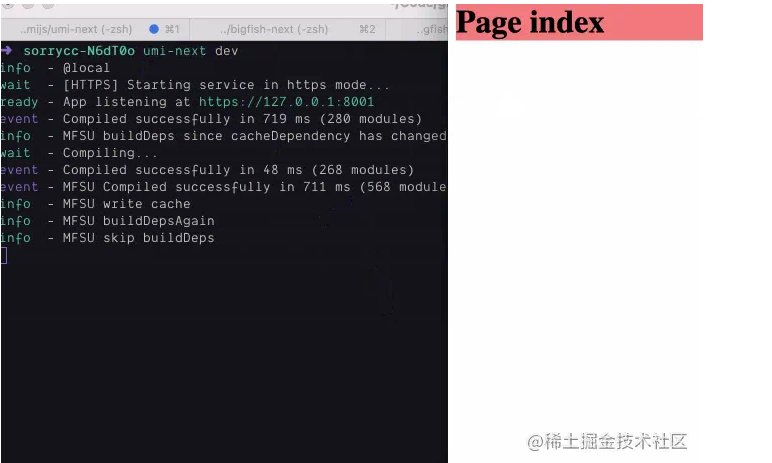 ..mijs/umi-next (-zsh) ⌘1 ../bigfish-next (-zsh) ⌘2 ..gfish
Page index
➜ sorrycc-N6dT0o umi-next dev
info - @local
wait - [HTTPS] Starting service in https mode...
ready - App listening at https://127.0.0.1:8001
event - Compiled successfully in 719 ms (280 modules)
info - MFSU buildDeps since cacheDependency has changed
wait - Compiling...
event - Compiled successfully in 48 ms (268 modules)
event - MFSU Compiled successfully in 711 ms (568 module
info - MFSU write cache
info - MFSU buildDepsAgain
info - MFSU skip buildDeps
@稀土掘金技术社区